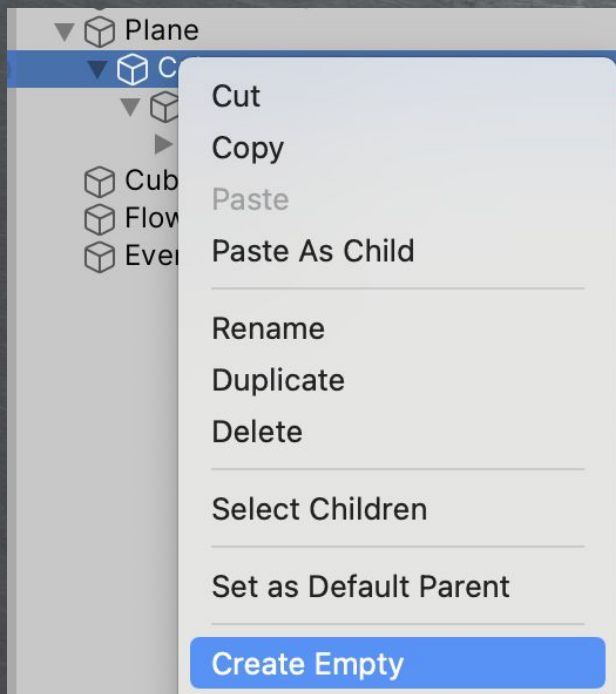 Plane
C
Cub
Flow
Ever
Cut
Copy
Paste
Paste As Child
Rename
Duplicate
Delete
Select Children
Set as Default Parent
Create Empty